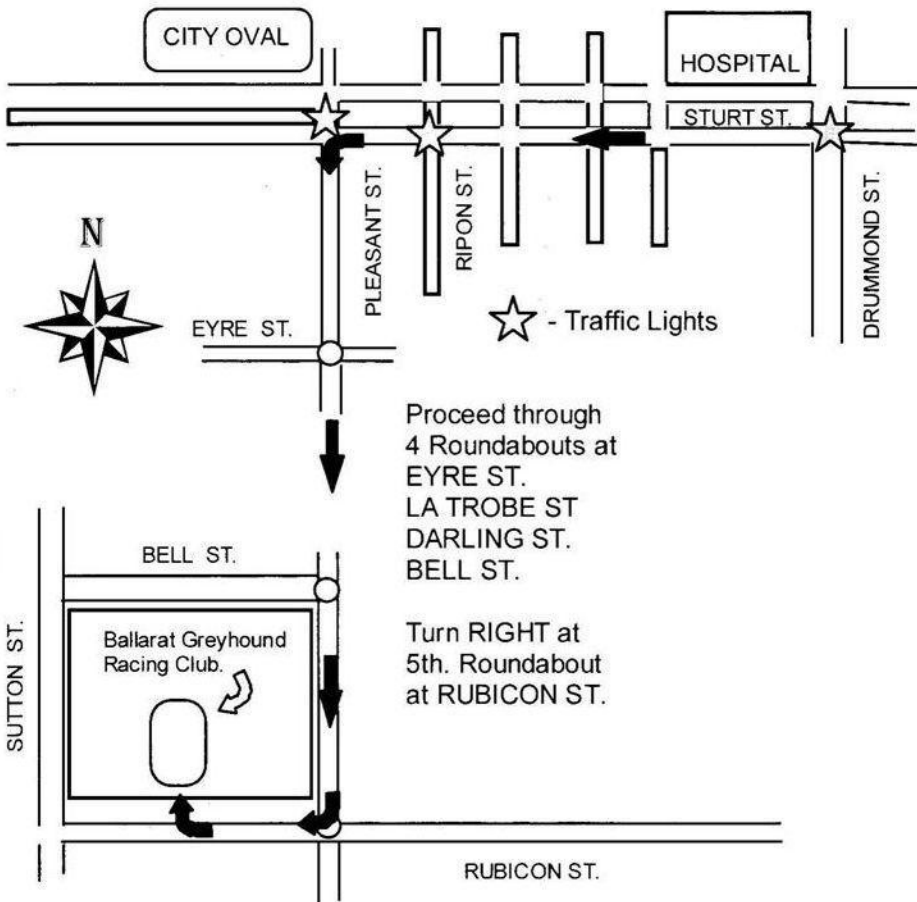 CITY OVAL
HOSPITAL
STURT ST.
PLEASANT ST.
RIPON ST.
DRUMMOND ST.
N
- Traffic Lights
EYRE ST.
Proceed through
4 Roundabouts at
EYRE ST.
LA TROBE ST
DARLING ST.
BELL ST.
BELL ST.
Turn RIGHT at
5th. Roundabout
at RUBICON ST.
Ballarat Greyhound
Racing Club.
SUTTON ST.
RUBICON ST.